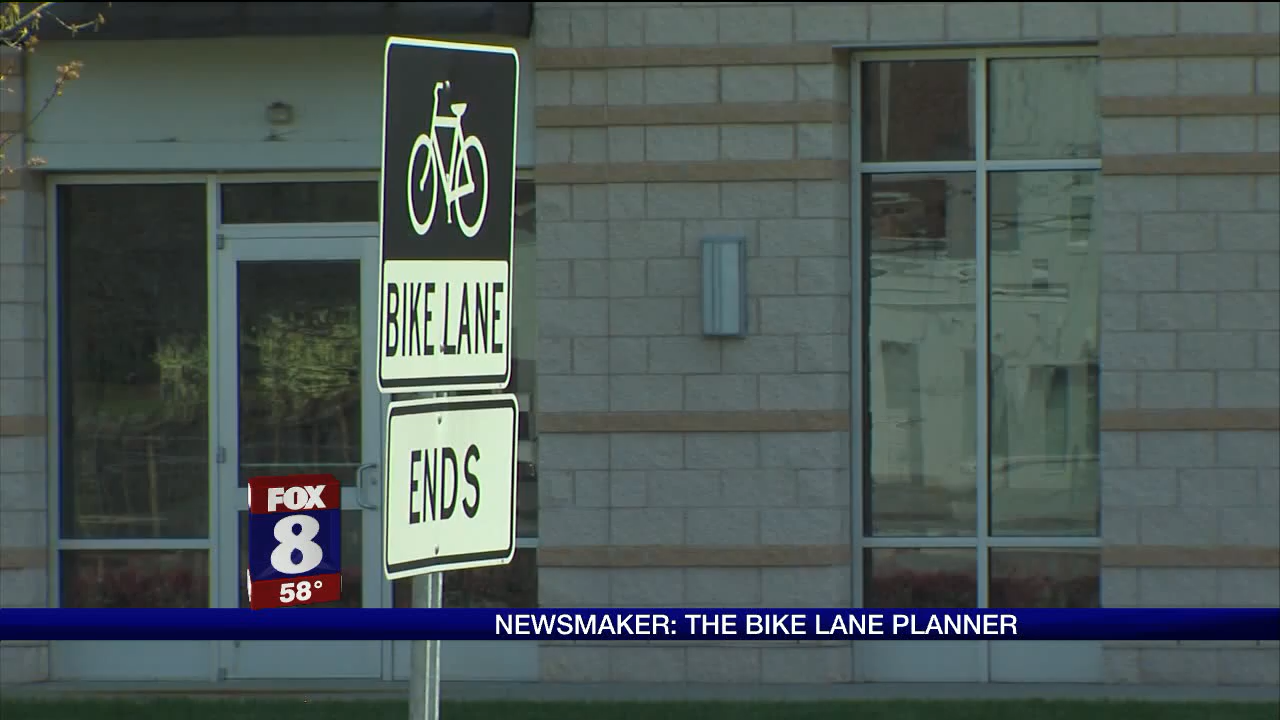 BIKE LANE
ENDS
FOX
8
58°
NEWSMAKER: THE BIKE LANE PLANNER